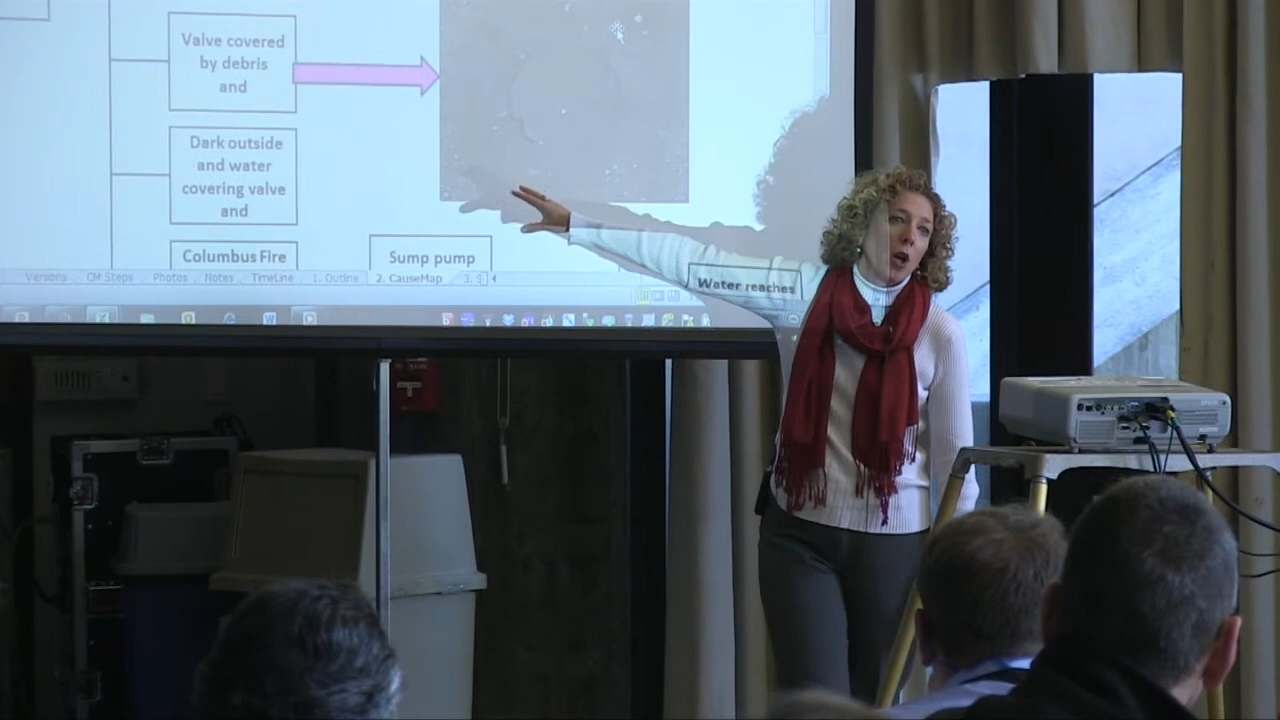 Valve covered
by debris
and
Dark outside
and water
covering valve
and
Columbus Fire
Sump pump
Water reaches
Versions CM Steps Photos Notes TimeLine 1. Outline 2. CauseMap 3. S